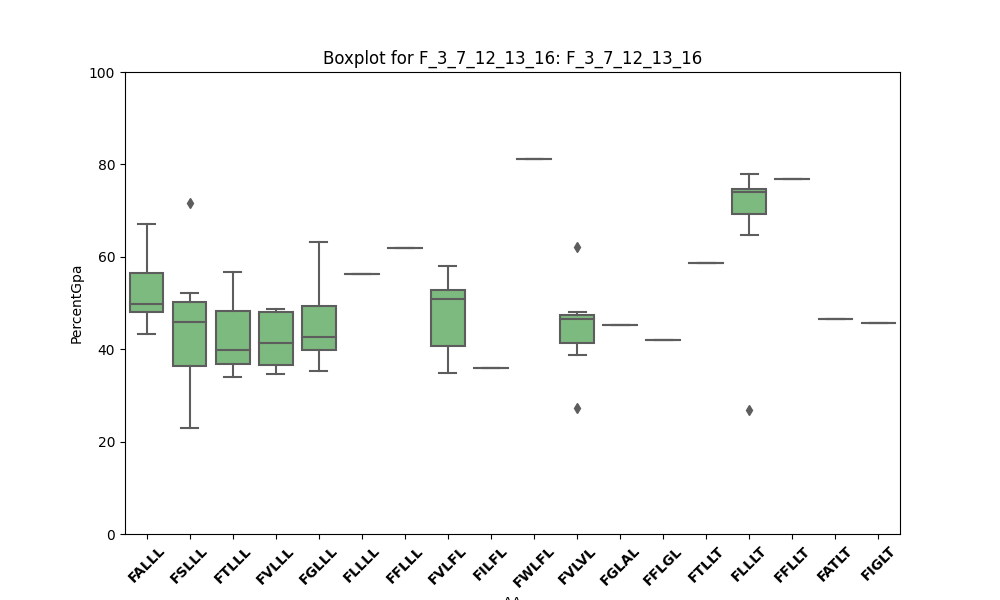 Boxplot for F_3_7_12_13_16: F_3_7_12_13_16
100
80
60
40
20
0
PercentGpa
FALLL FSLLL FTLLL FVLLL FGLLL FLLLL FFLLL FVLFL FILFL FWLFL FVLVL FGLAL FFLGL FTLLT FLLLT FFLLT FATLT FIGLT
AA